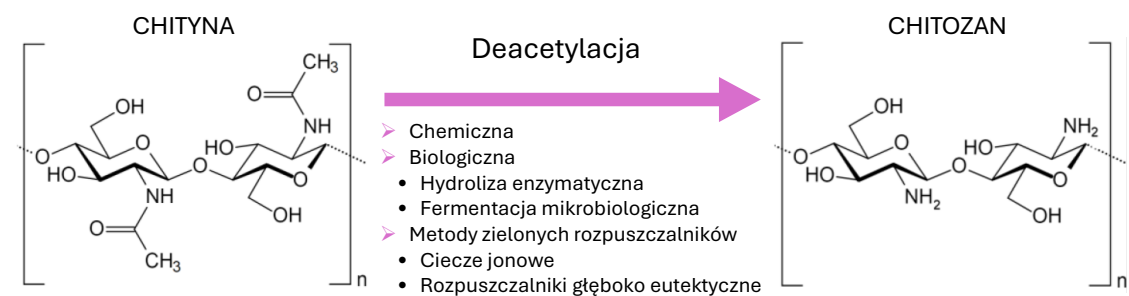 CHITYNA
CH₃
O
NH
OH
O
HO
O
O
HO
NH
O
OH
O
CH₃
n
Deacetylacja
Chemiczna
Biologiczna
Hydroliza enzymatyczna
Fermentacja mikrobiologiczna
Metody zielonych rozpuszczalników
Ciecze jonowe
Rozpuszczalniki głęboko eutektyczne
CHITOZAN
OH
NH₂
O
HO
O
O
HO
NH₂
O
OH
n